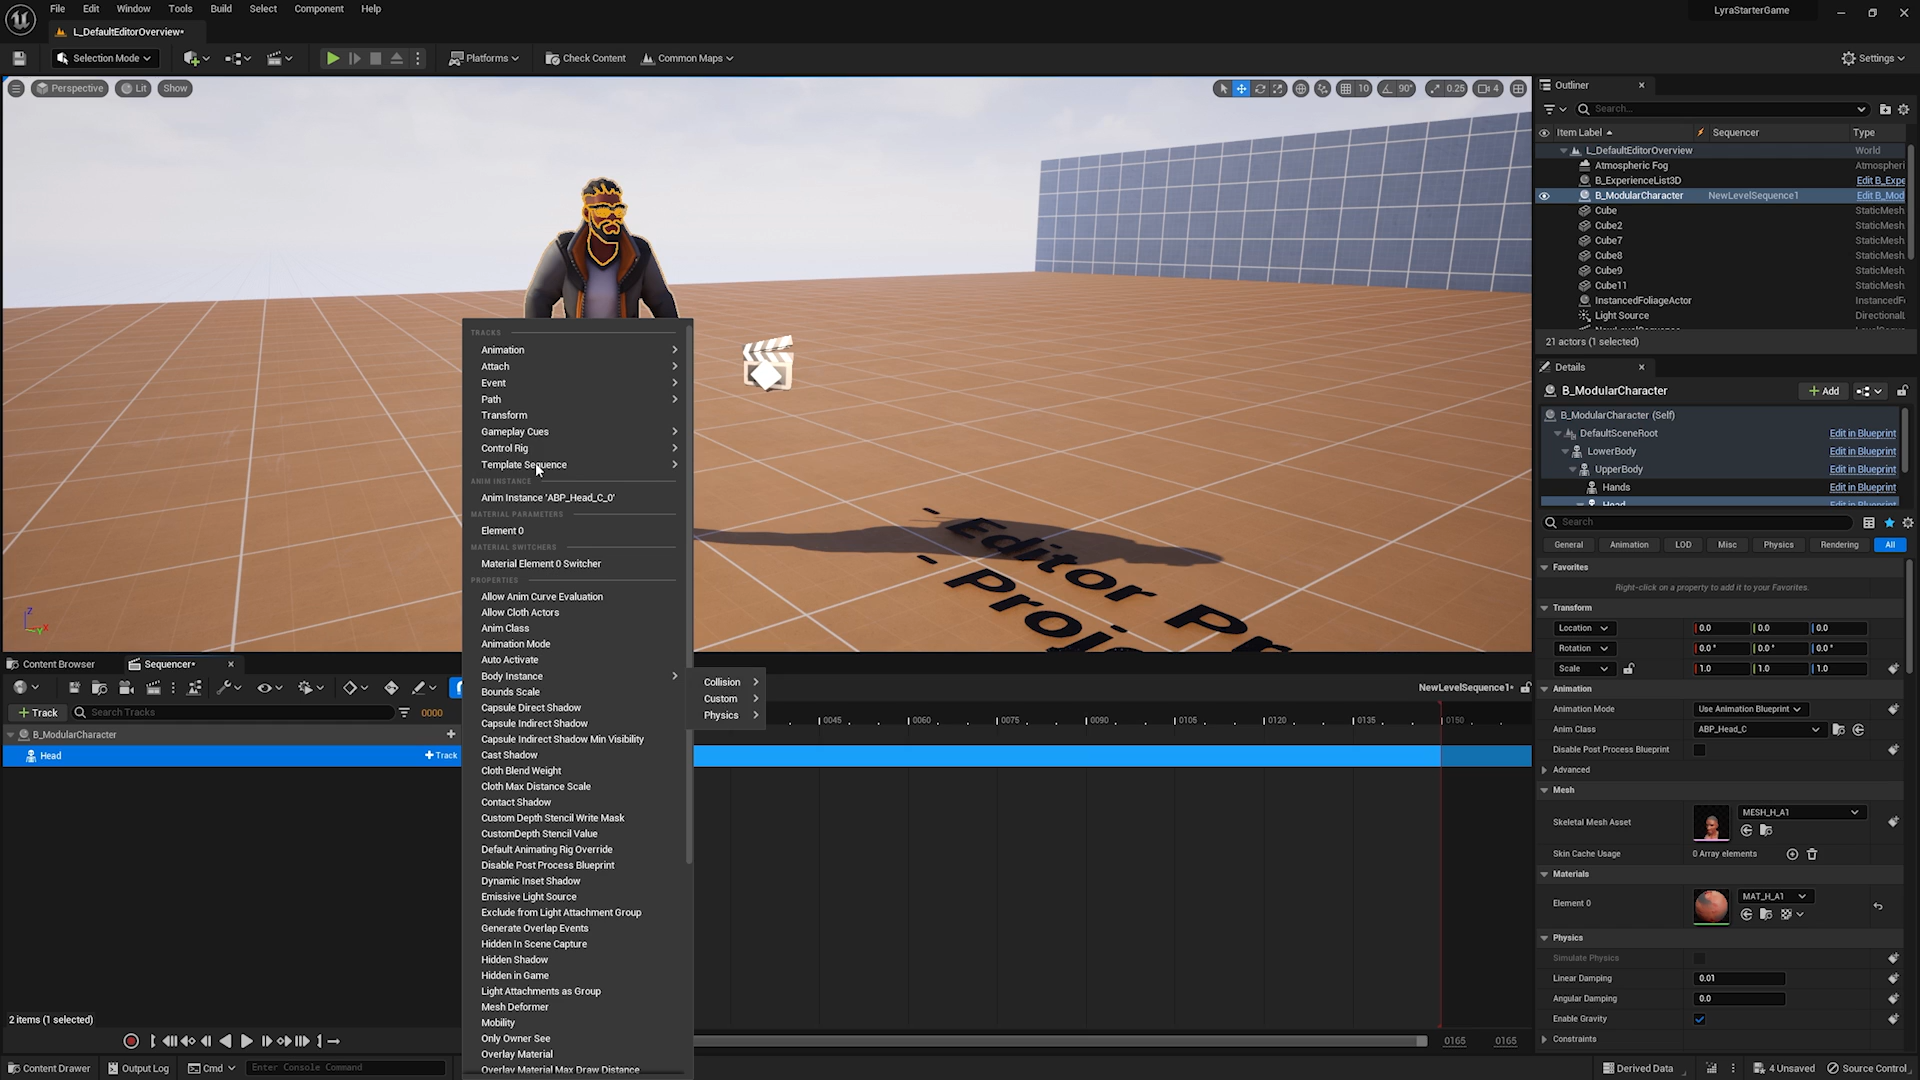 File Edit Window Tools Build Select Component Help
LyraStarterGame
L_DefaultEditorOverview*
Selection Mode
Platforms
Check Content
Common Maps
Settings
Perspective
Lit
Show
10
90°
0.25
4
Editor Pr
Proj
Outliner
Search...
Item Label
Sequencer
Type
L_DefaultEditorOverview World
Atmospheric Fog Atmospheri
B_ExperienceList3D Edit B_Expe
B_ModularCharacter NewLevelSequence1 Edit B_Mod
Cube StaticMesh
Cube2 StaticMesh
Cube7 StaticMesh
Cube8 StaticMesh
Cube9 StaticMesh
Cube11 StaticMesh
InstancedFoliageActor InstancedF
Light Source Directional
21 actors (1 selected)
Details
B_ModularCharacter
Add
B_ModularCharacter (Self)
DefaultSceneRoot Edit in Blueprint
LowerBody Edit in Blueprint
UpperBody Edit in Blueprint
Hands Edit in Blueprint
Head Edit in Blueprint
Search
General Animation LOD Misc Physics Rendering All
Favorites
Right-click on a property to add it to your Favorites.
Transform
Location 0.0 0.0 0.0
Rotation 0.0° 0.0° 0.0°
Scale 1.0 1.0 1.0
Animation
Animation Mode Use Animation Blueprint
Anim Class ABP_Head_C
Disable Post Process Blueprint
Advanced
Mesh
Skeletal Mesh Asset MESH_H_A1
Skin Cache Usage 0 Array elements
Materials
Element 0 MAT_H_A1
Physics
Simulate Physics
Linear Damping 0.01
Angular Damping 0.0
Enable Gravity
Constraints
TRACKS
Animation
Attach
Event
Path
Transform
Gameplay Cues
Control Rig
Template Sequence
ANIM INSTANCE
Anim Instance 'ABP_Head_C_0'
MATERIAL PARAMETERS
Element 0
MATERIAL SWITCHERS
Material Element 0 Switcher
PROPERTIES
Allow Anim Curve Evaluation
Allow Cloth Actors
Anim Class
Animation Mode
Auto Activate
Body Instance
Bounds Scale
Capsule Direct Shadow
Capsule Indirect Shadow
Capsule Indirect Shadow Min Visibility
Cast Shadow
Cloth Blend Weight
Cloth Max Distance Scale
Contact Shadow
Custom Depth Stencil Write Mask
CustomDepth Stencil Value
Default Animating Rig Override
Disable Post Process Blueprint
Dynamic Inset Shadow
Emissive Light Source
Exclude from Light Attachment Group
Generate Overlap Events
Hidden In Scene Capture
Hidden Shadow
Hidden in Game
Light Attachments as Group
Mesh Deformer
Mobility
Only Owner See
Overlay Material
Overlay Material Max Draw Distance
Collision
Custom
Physics
Content Browser
Sequencer*
NewLevelSequence1*
Track
Search Tracks
0000
0045 0060 0075 0090 0105 0120 0135 0150
B_ModularCharacter
Head
Track
2 items (1 selected)
0165 0165
Content Drawer
Output Log
Cmd
Enter Console Command
Derived Data
4 Unsaved
Source Control
Z
X
Y